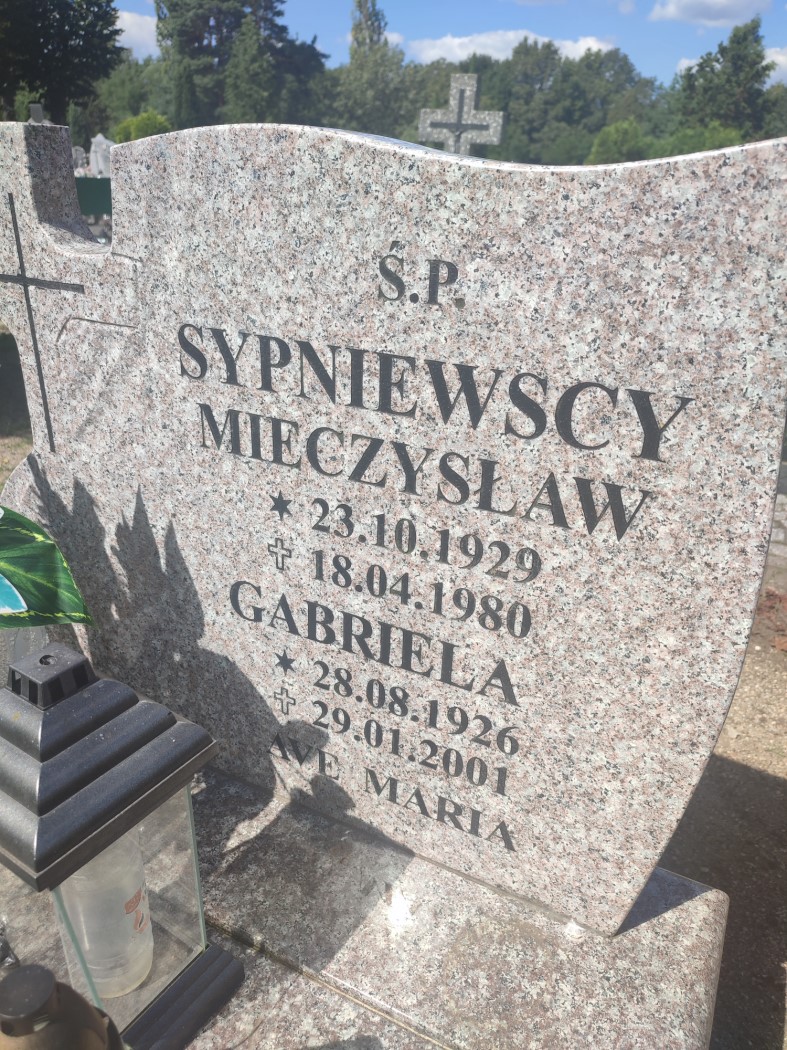 Ś.P.
SYPNIEWSCY
MIECZYSŁAW
23.10.1929
18.04.1980
GABRIELA
28.08.1926
29.01.2001
AVE MARIA